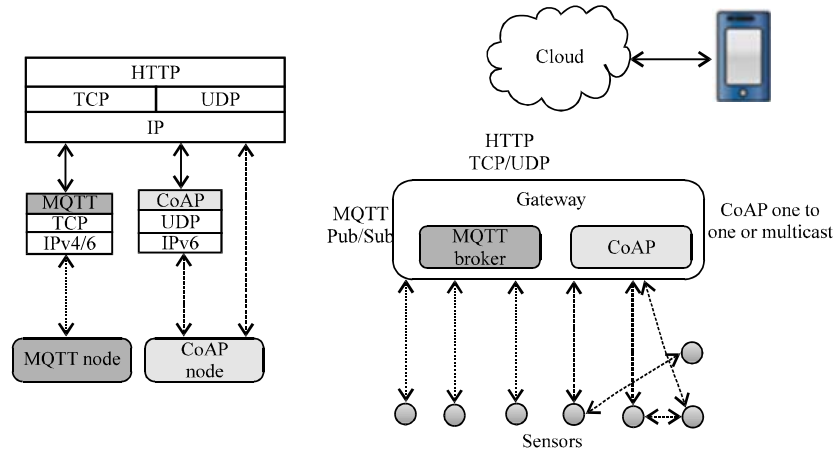 HTTP
TCP UDP
IP
MQTT
TCP
IPv4/6
CoAP
UDP
IPv6
MQTT node
CoAP
node
Cloud
HTTP
TCP/UDP
Gateway
MQTT
Pub/Sub
MQTT
broker
CoAP
CoAP one to
one or multicast
Sensors